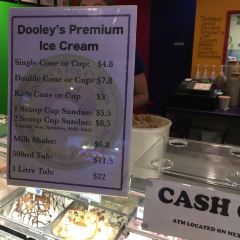 Dooley's Premium
Ice Cream
Single Cone or Cup: $4.8
Double Cone or Cup: $7.8
Kids Cone or Cup $3
1 Scoop Cup Sundae: $5.5
2 Scoop Cup Sundae: $8.5
Milk Shake: $6.8
500ml Tub: $11.5
1 Litre Tub: $22
CASH O
ATM LOCATED ON NE